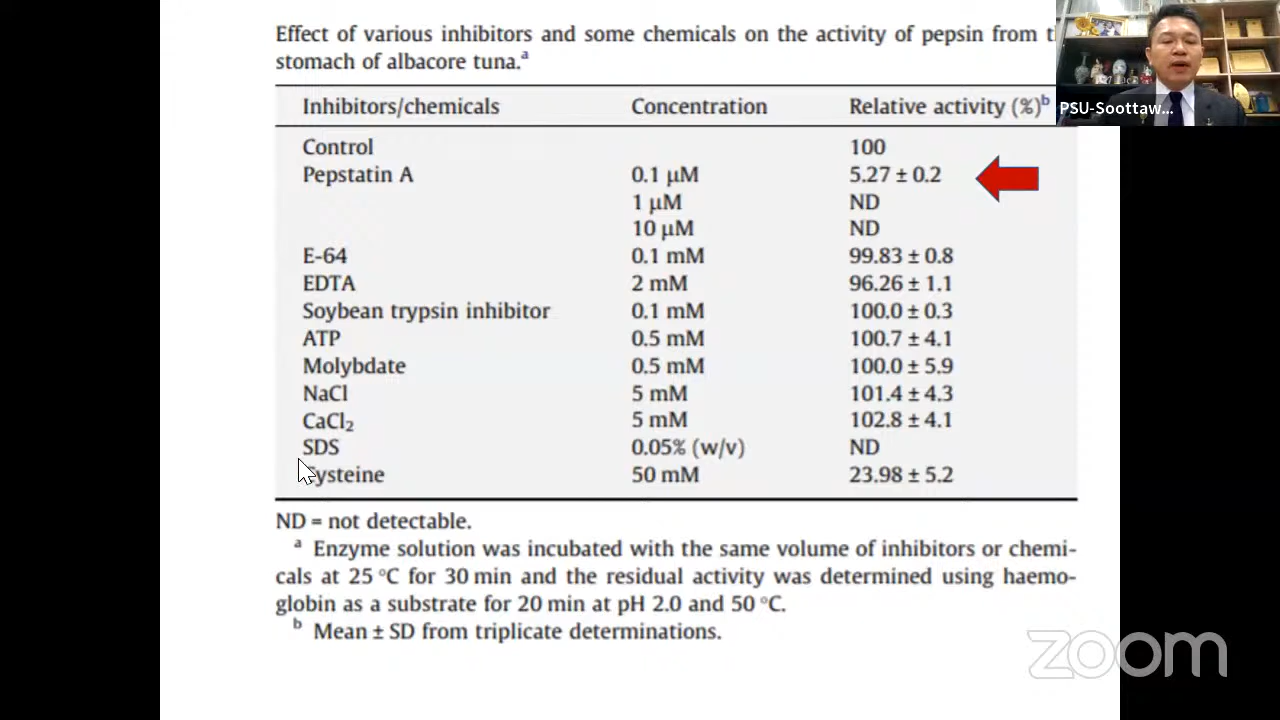 Effect of various inhibitors and some chemicals on the activity of pepsin from
stomach of albacore tuna.a
Inhibitors/chemicals Concentration Relative activity (%)b
Control 100
Pepstatin A 0.1 μM 5.27 ± 0.2
1 μM ND
10 μM ND
E-64 0.1 mM 99.83 ± 0.8
EDTA 2 mM 96.26 ± 1.1
Soybean trypsin inhibitor 0.1 mM 100.0 ± 0.3
ATP 0.5 mM 100.7 ± 4.1
Molybdate 0.5 mM 100.0 ± 5.9
NaCl 5 mM 101.4 ± 4.3
CaCl2 5 mM 102.8 ± 4.1
SDS 0.05% (w/v) ND
Cysteine 50 mM 23.98 ± 5.2
ND = not detectable.
a Enzyme solution was incubated with the same volume of inhibitors or chemi-
cals at 25 °C for 30 min and the residual activity was determined using haemo-
globin as a substrate for 20 min at pH 2.0 and 50 °C.
b Mean ± SD from triplicate determinations.
PSU-Soottaw...
zoom